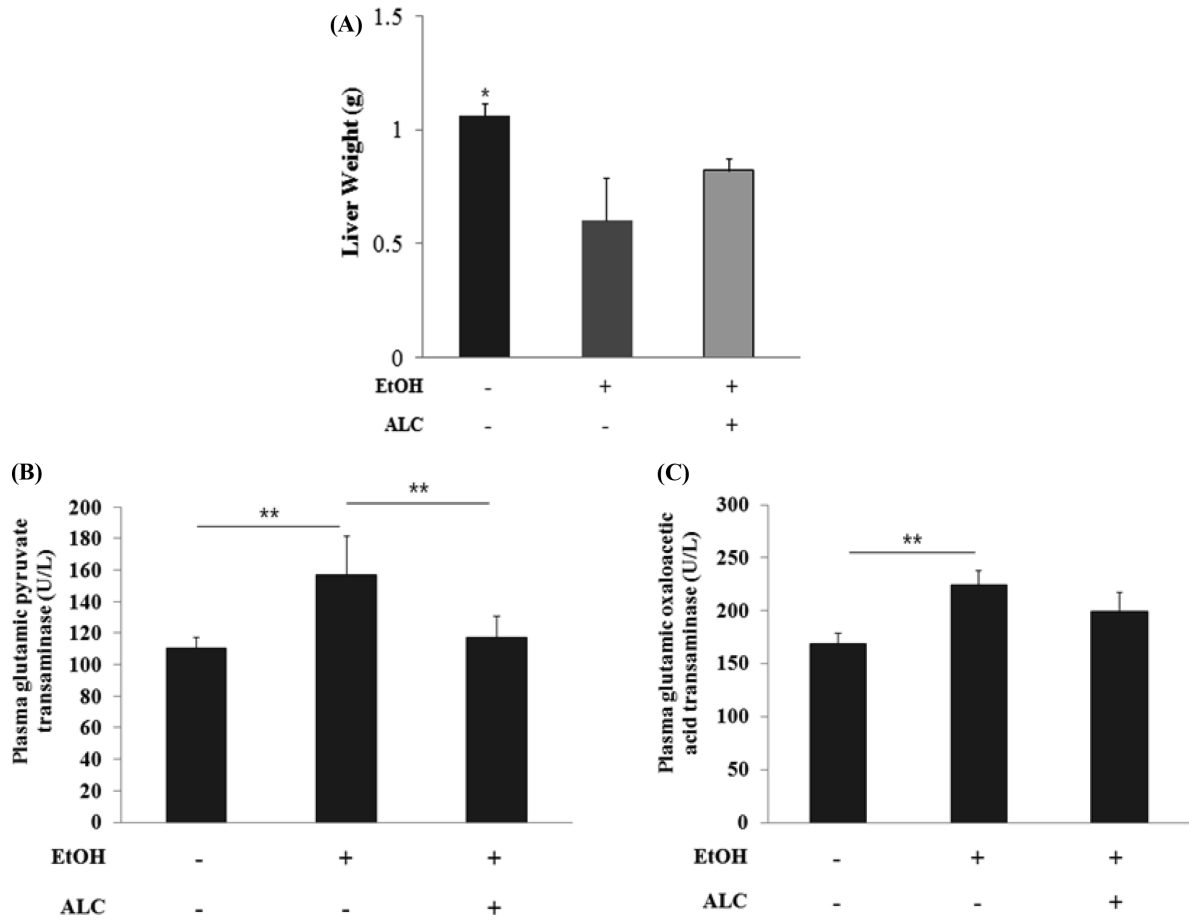 (A)
Liver Weight (g)
1.5
1
0.5
0
*
EtOH - + +
ALC - - +
(B)
Plasma glutamic pyruvate
transaminase (U/L)
200
180
160
140
120
100
80
60
40
20
0
**
**
EtOH - + +
ALC - - +
(C)
Plasma glutamic oxaloacetic
acid transaminase (U/L)
300
250
200
150
100
50
0
**
EtOH - + +
ALC - - +